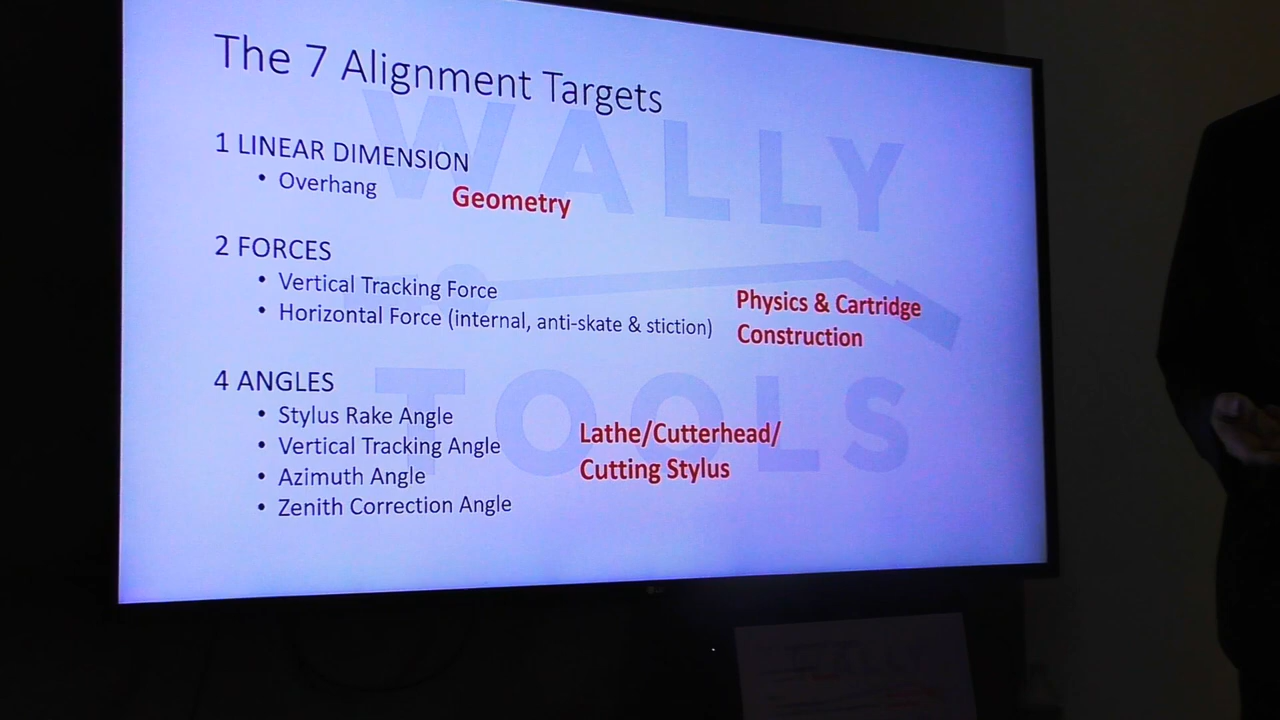 The 7 Alignment Targets
WALLY
1 LINEAR DIMENSION
• Overhang
Geometry
2 FORCES
• Vertical Tracking Force
• Horizontal Force (internal, anti-skate & stiction)
Physics & Cartridge
Construction
TOOLS
4 ANGLES
• Stylus Rake Angle
• Vertical Tracking Angle
• Azimuth Angle
• Zenith Correction Angle
Lathe/Cutterhead/
Cutting Stylus
LG